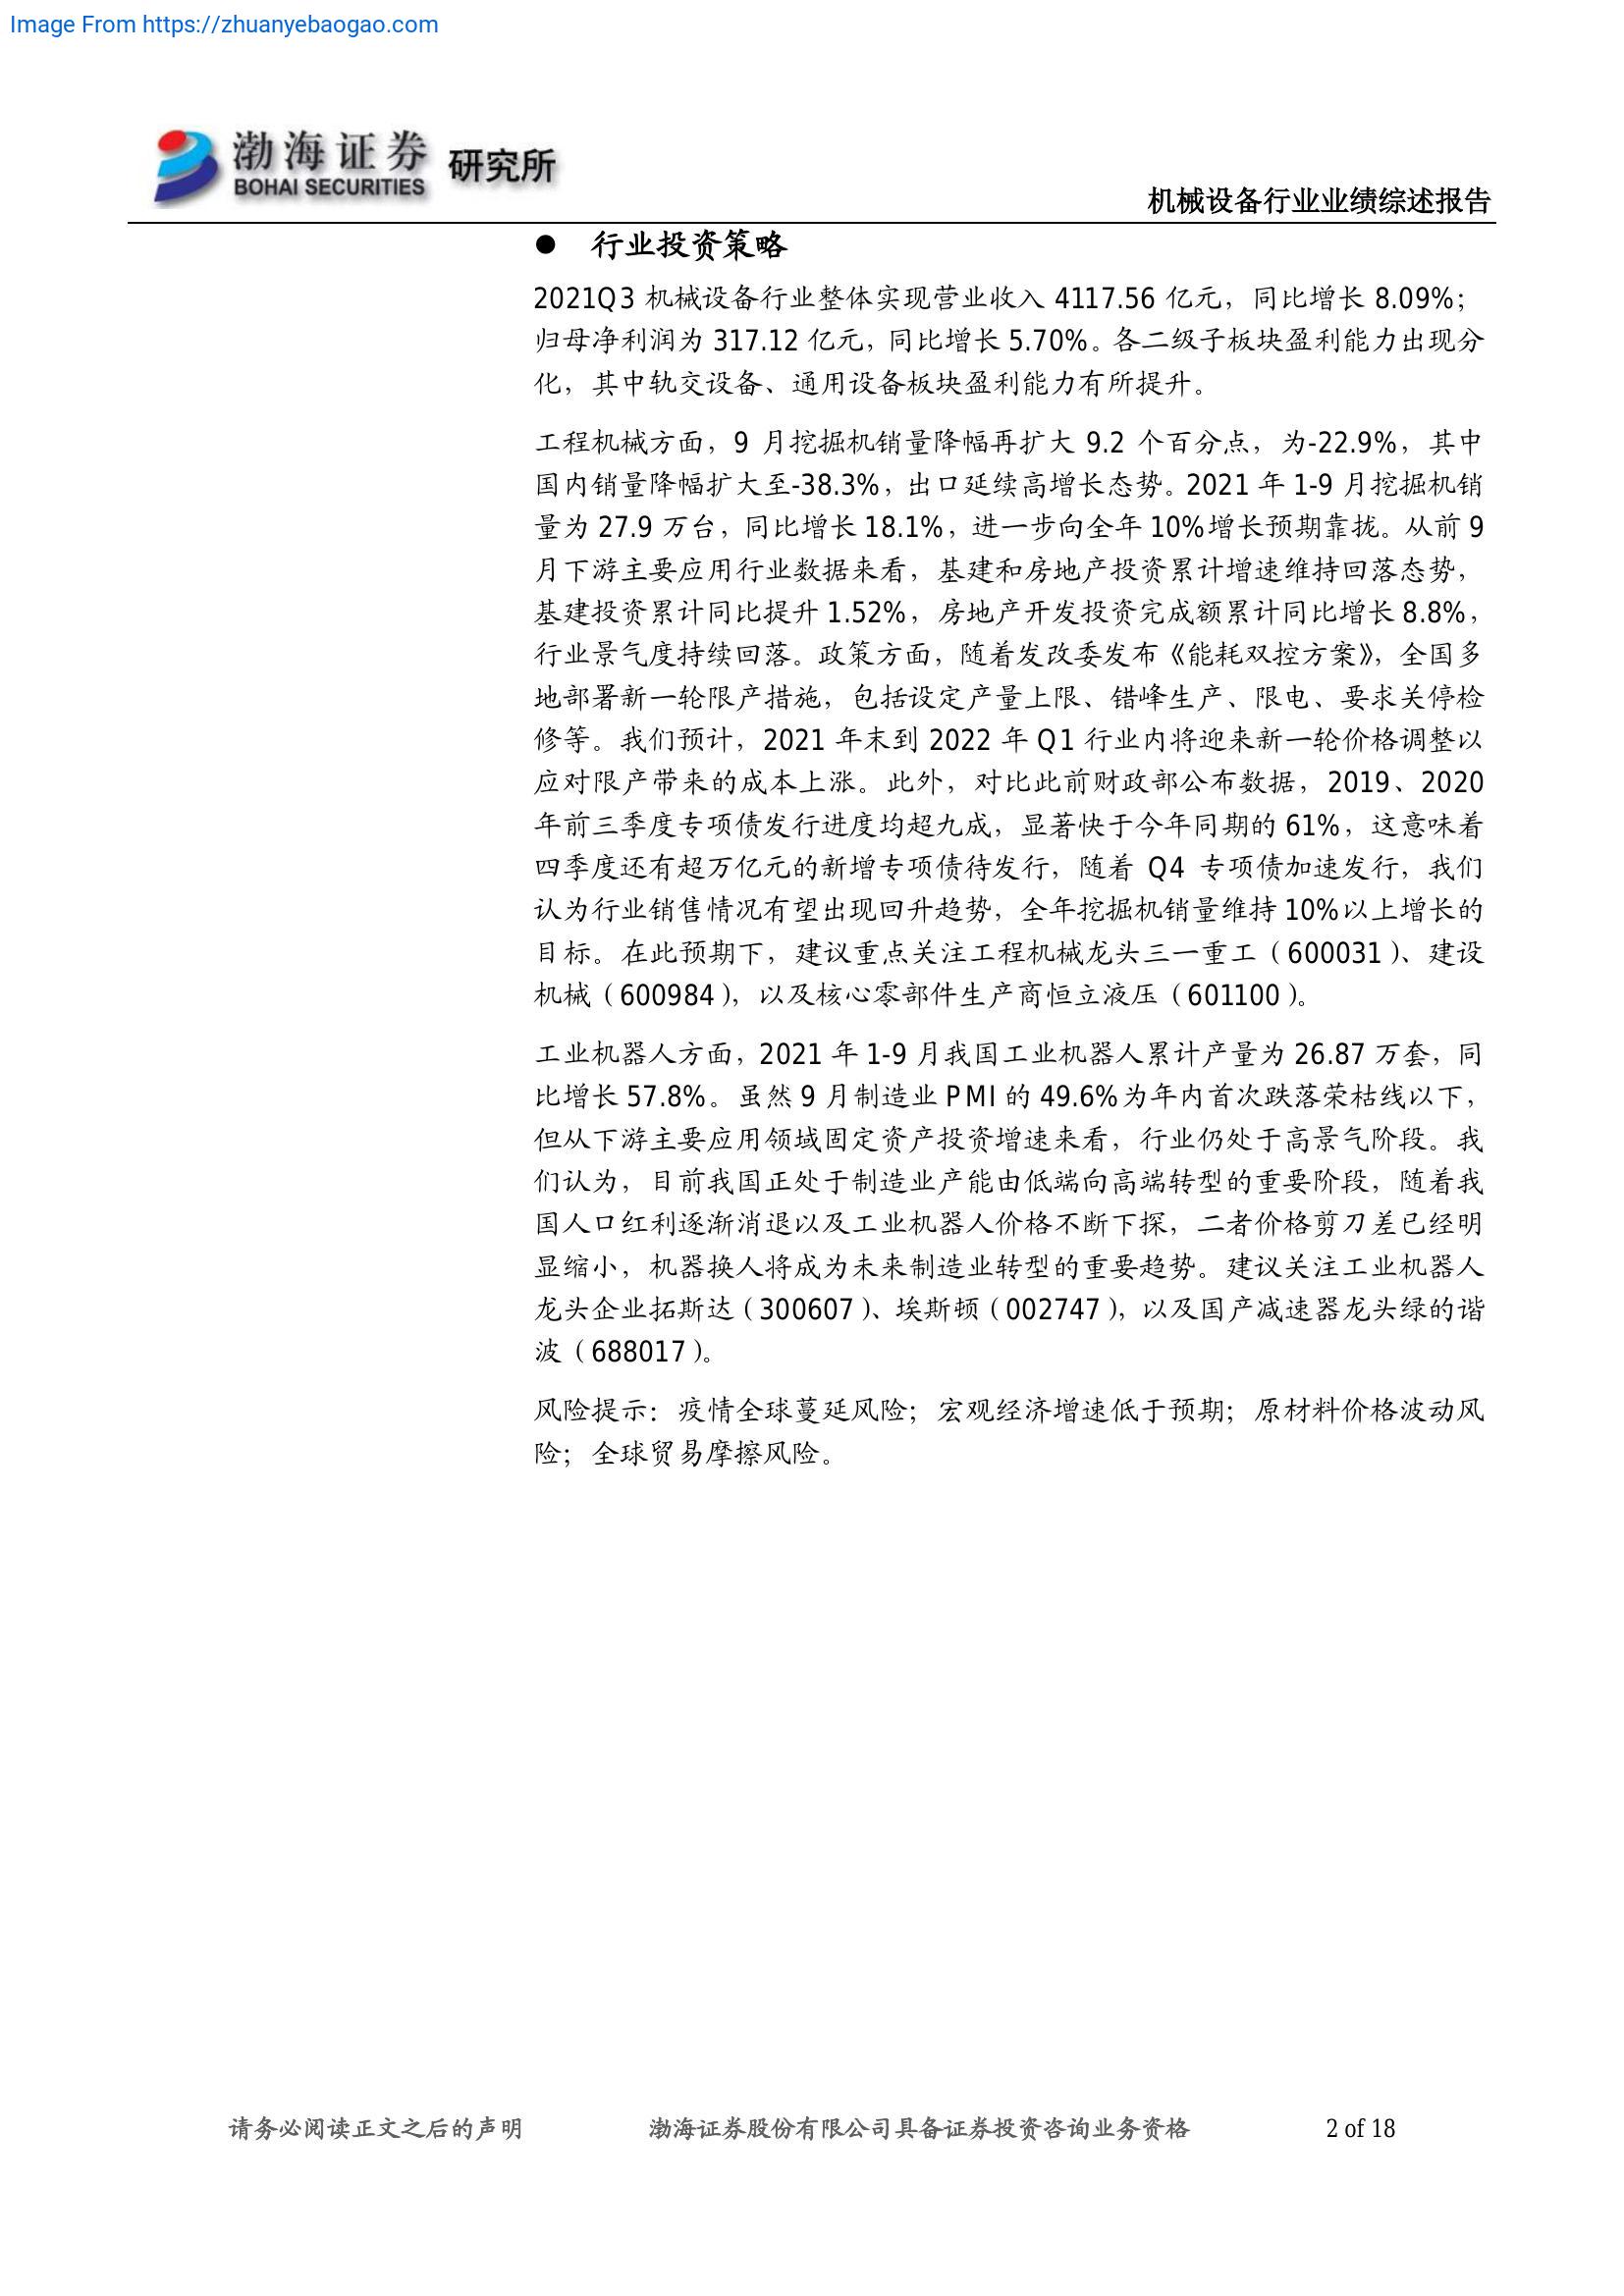 Image From https://zhuanyebaogao.com
渤海证券 研究所
BOHAI SECURITIES
机械设备行业业绩综述报告
● 行业投资策略
2021Q3 机械设备行业整体实现营业收入 4117.56 亿元，同比增长 8.09%；
归母净利润为 317.12 亿元，同比增长 5.70%。各二级子板块盈利能力出现分
化，其中轨交设备、通用设备板块盈利能力有所提升。
工程机械方面，9 月挖掘机销量降幅再扩大 9.2 个百分点，为-22.9%，其中
国内销量降幅扩大至-38.3%，出口延续高增长态势。2021 年 1-9 月挖掘机销
量为 27.9 万台，同比增长 18.1%，进一步向全年 10%增长预期靠拢。从前 9
月下游主要应用行业数据来看，基建和房地产投资累计增速维持回落态势，
基建投资累计同比提升 1.52%，房地产开发投资完成额累计同比增长 8.8%，
行业景气度持续回落。政策方面，随着发改委发布《能耗双控方案》，全国多
地部署新一轮限产措施，包括设定产量上限、错峰生产、限电、要求关停检
修等。我们预计，2021 年末到 2022 年 Q1 行业内将迎来新一轮价格调整以
应对限产带来的成本上涨。此外，对比此前财政部公布数据，2019、2020
年前三季度专项债发行进度均超九成，显著快于今年同期的 61%，这意味着
四季度还有超万亿元的新增专项债待发行，随着 Q4 专项债加速发行，我们
认为行业销售情况有望出现回升趋势，全年挖掘机销量维持 10%以上增长的
目标。在此预期下，建议重点关注工程机械龙头三一重工（600031）、建设
机械（600984），以及核心零部件生产商恒立液压（601100）。
工业机器人方面，2021 年 1-9 月我国工业机器人累计产量为 26.87 万套，同
比增长 57.8%。虽然 9 月制造业 PMI 的 49.6%为年内首次跌落荣枯线以下，
但从下游主要应用领域固定资产投资增速来看，行业仍处于高景气阶段。我
们认为，目前我国正处于制造业产能由低端向高端转型的重要阶段，随着我
国人口红利逐渐消退以及工业机器人价格不断下探，二者价格剪刀差已经明
显缩小，机器换人将成为未来制造业转型的重要趋势。建议关注工业机器人
龙头企业拓斯达（300607）、埃斯顿（002747），以及国产减速器龙头绿的谐
波（688017）。
风险提示：疫情全球蔓延风险；宏观经济增速低于预期；原材料价格波动风
险；全球贸易摩擦风险。
请务必阅读正文之后的声明 渤海证券股份有限公司具备证券投资咨询业务资格 2 of 18